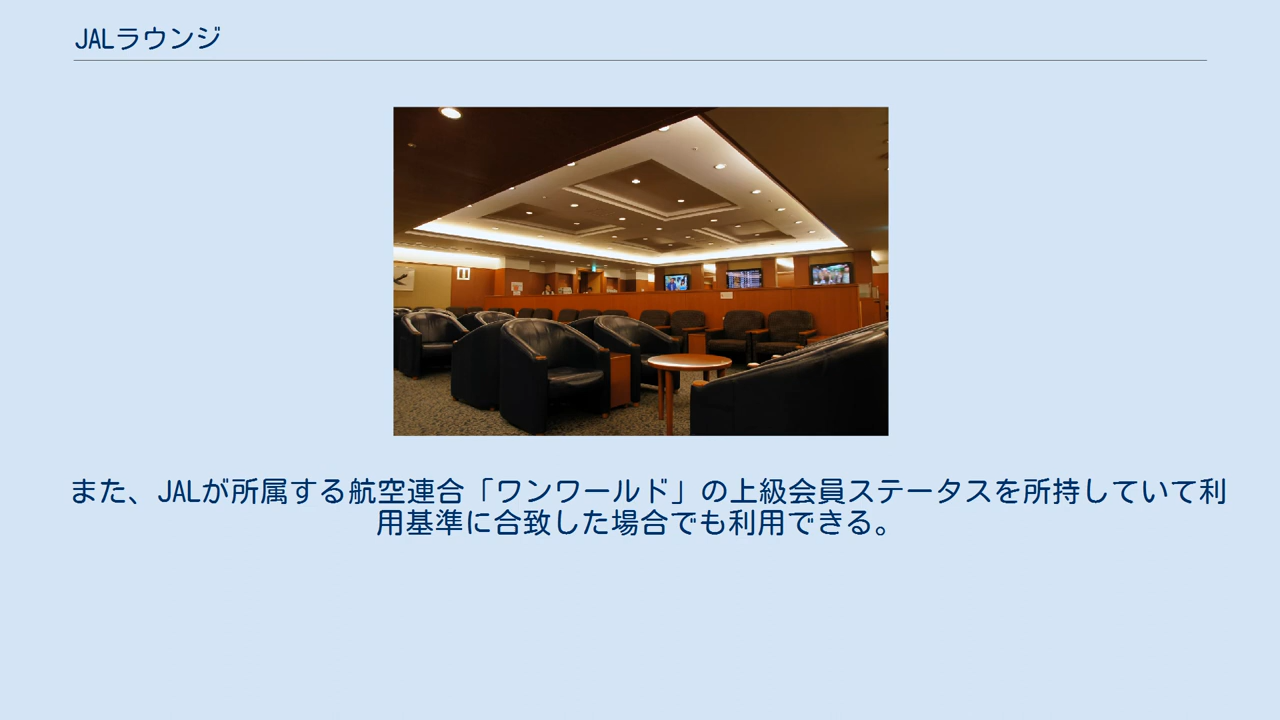 JALラウンジ
また、JALが所属する航空連合「ワンワールド」の上級会員ステータスを所持していて利
用基準に合致した場合でも利用できる。